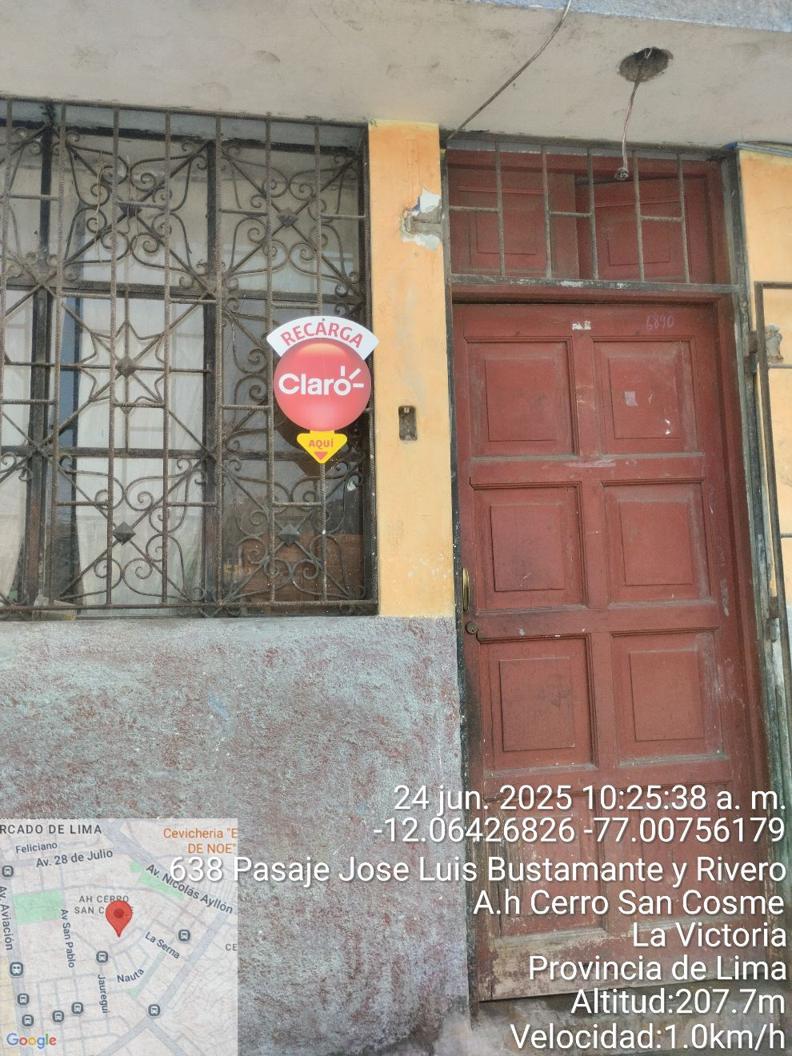 RECARGA
Claro
AQUÍ
6890
24 jun. 2025 10:25:38 a. m.
-12.06426826 -77.00756179
638 Pasaje Jose Luis Bustamante y Rivero
A.h Cerro San Cosme
La Victoria
Provincia de Lima
Altitud:207.7m
Velocidad:1.0km/h
RCADO DE LIMA
Cevicheria "E
DE NOE"
Feliciano
Av. 28 de Julio
Av. Nicolás Ayllón
AH CERRO
SAN C
Av. Aviación
Av San Pablo
La Serna
CE
Jauregui
Nauta
Google